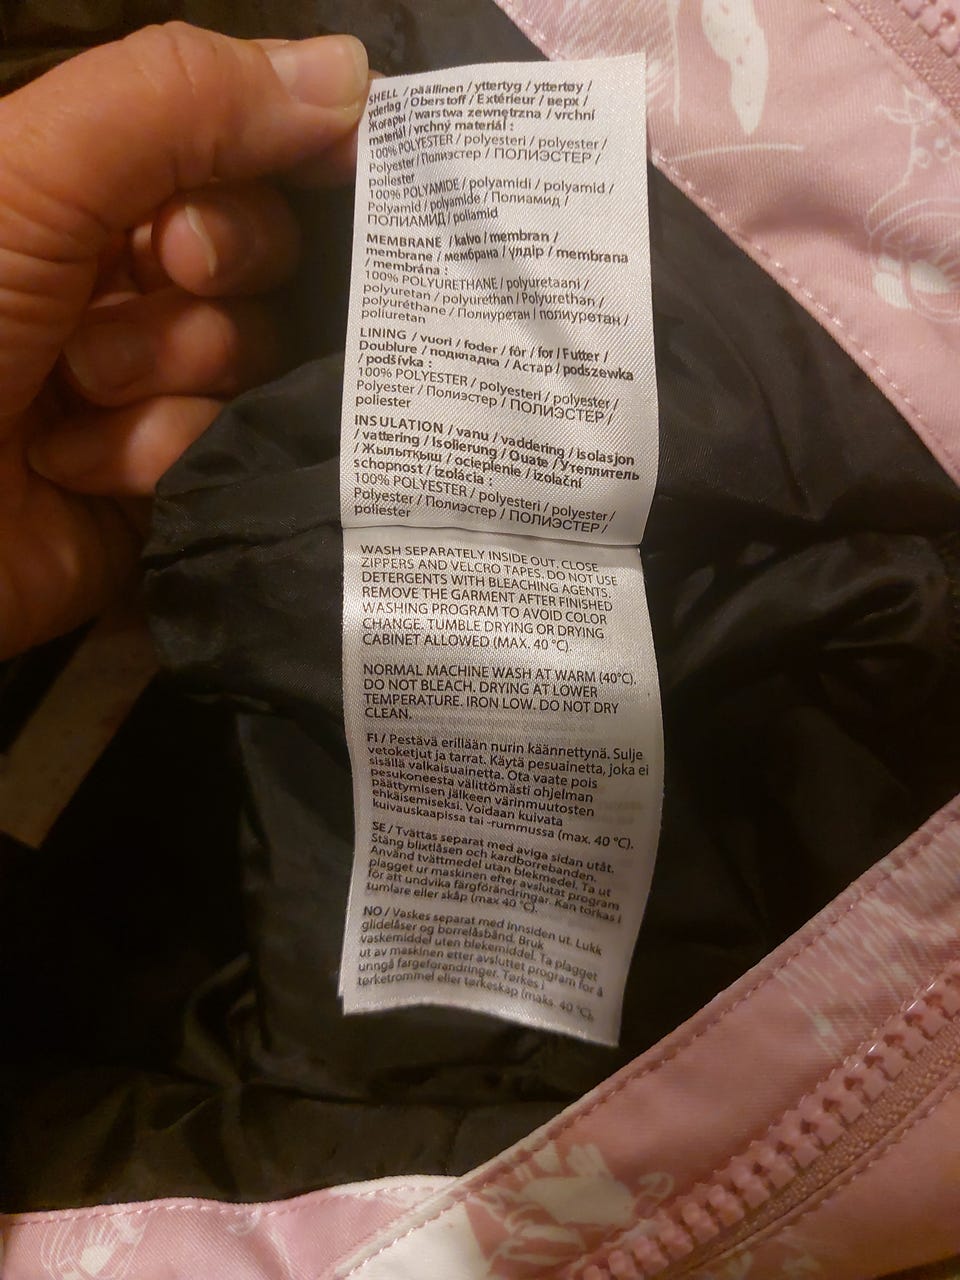 SHELL / päällinen / yttertyg / yttertøy /
yderlag / Oberstoff / Extérieur / верх /
Жоғары / warstwa zewnętrzna / vrchní
materiál / vrchný materiál :
100% POLYESTER / polyesteri / polyester /
Polyester / Полиэстер / ПОЛИЭСТЕР /
poliester
100% POLYAMIDE / polyamidi / polyamid /
Polyamid / polyamide / Полиамид /
ПОЛИАМИД / poliamid
MEMBRANE / kalvo / membran /
membrane / мембрана / үлдір / membrana
/ membrána :
100% POLYURETHANE / polyuretaani /
polyuretan / polyurethan / Polyurethan /
polyuréthane / Полиуретан / полиуретан /
poliuretan
LINING / vuori / foder / fôr / for / Futter /
Doublure / подкладка / Астар / podszewka
/ podšívka :
100% POLYESTER / polyesteri / polyester /
Polyester / Полиэстер / ПОЛИЭСТЕР /
poliester
INSULATION / vanu / vaddering / isolasjon
/ vattering / Isolierung / Ouate / Утеплитель
/ Жылытқыш / ocieplenie / izolační
schopnost / izolácia :
100% POLYESTER / polyesteri / polyester /
Polyester / Полиэстер / ПОЛИЭСТЕР /
poliester
WASH SEPARATELY INSIDE OUT. CLOSE
ZIPPERS AND VELCRO TAPES. DO NOT USE
DETERGENTS WITH BLEACHING AGENTS.
REMOVE THE GARMENT AFTER FINISHED
WASHING PROGRAM TO AVOID COLOR
CHANGE. TUMBLE DRYING OR DRYING
CABINET ALLOWED (MAX. 40 °C).
NORMAL MACHINE WASH AT WARM (40°C).
DO NOT BLEACH. DRYING AT LOWER
TEMPERATURE. IRON LOW. DO NOT DRY
CLEAN.
FI / Pestävä erillään nurin käännettynä. Sulje
vetoketjut ja tarrat. Käytä pesuainetta, joka ei
sisällä valkaisuainetta. Ota vaate pois
pesukoneesta välittömästi ohjelman
päättymisen jälkeen värinmuutosten
ehkäisemiseksi. Voidaan kuivata
kuivauskaapissa tai -rummussa (max. 40 °C).
SE / Tvättas separat med aviga sidan utåt.
Stäng blixtlåsen och kardborrebanden.
Använd tvättmedel utan blekmedel. Ta ut
plagget ur maskinen efter avslutat program
för att undvika färgförändringar. Kan torkas i
tumlare eller skåp (max 40 °C).
NO / Vaskes separat med innsiden ut. Lukk
glidelåser og borrelåsbånd. Bruk
vaskemiddel uten blekemiddel. Ta plagget
ut av maskinen etter avsluttet program for å
unngå fargeforandringer. Tørkes i
tørketrommel eller tørkeskap (maks. 40 °C).